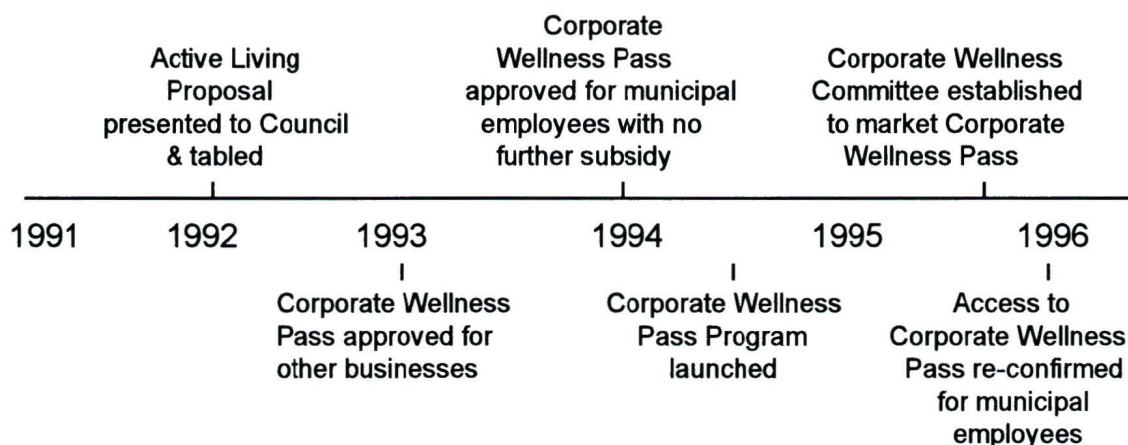 Active Living
Proposal
presented to Council
& tabled
Corporate
Wellness Pass
approved for municipal
employees with no
further subsidy
Corporate Wellness
Committee established
to market Corporate
Wellness Pass
1991 1992 1993 1994 1995 1996
Corporate Wellness
Pass approved for
other businesses
Corporate Wellness
Pass Program
launched
Access to
Corporate Wellness
Pass re-confirmed
for municipal
employees